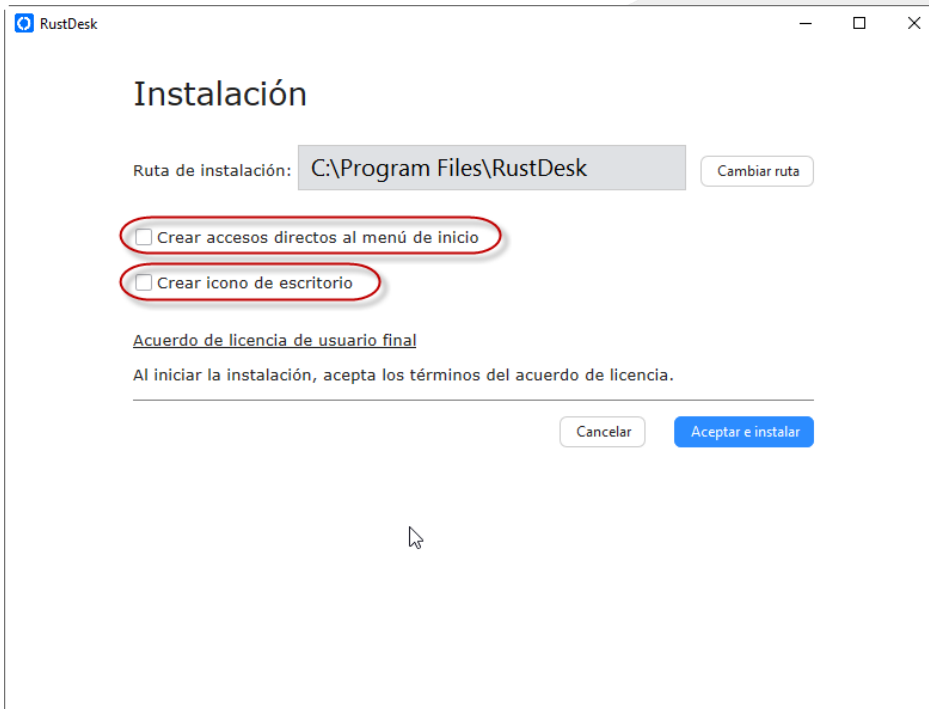 RustDesk
Instalación
Ruta de instalación: C:\Program Files\RustDesk Cambiar ruta
Crear accesos directos al menú de inicio
Crear icono de escritorio
Acuerdo de licencia de usuario final
Al iniciar la instalación, acepta los términos del acuerdo de licencia.
Cancelar Aceptar e instalar